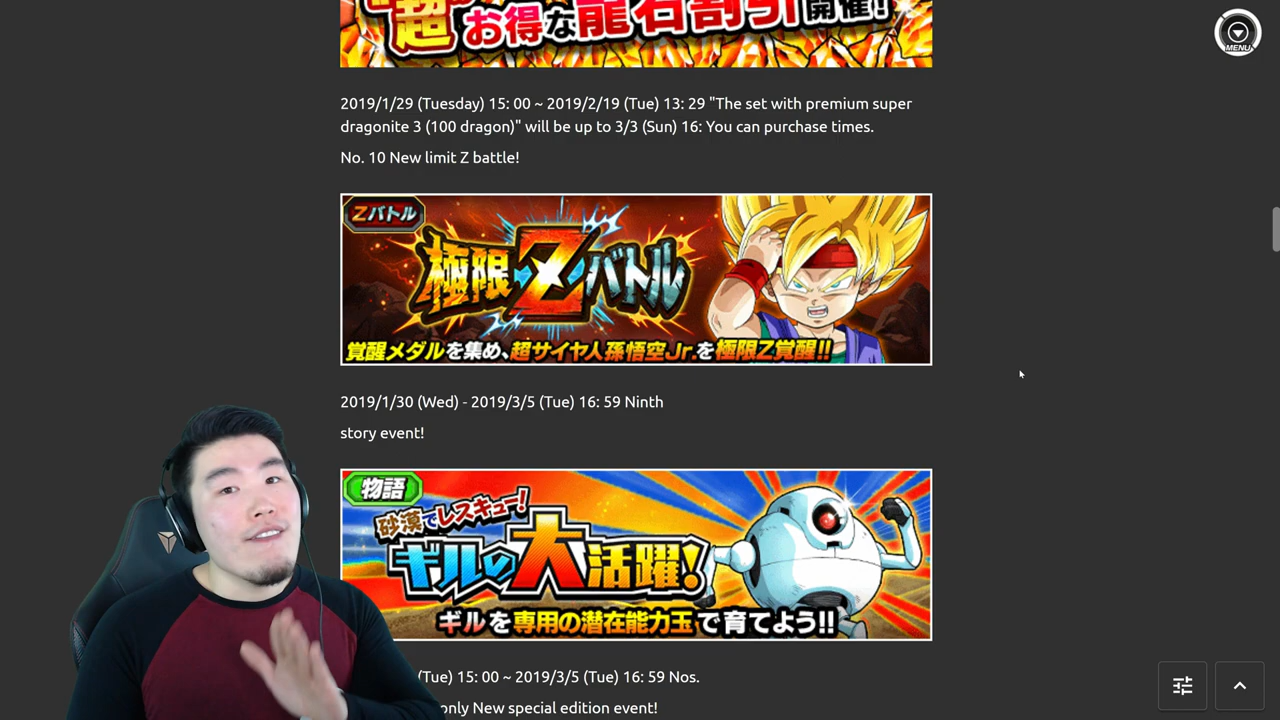 超お得な龍石割引開催!
MENU
2019/1/29 (Tuesday) 15: 00 ~ 2019/2/19 (Tue) 13: 29 "The set with premium super
dragonite 3 (100 dragon)" will be up to 3/3 (Sun) 16: You can purchase times.
No. 10 New limit Z battle!
Zバトル
極限Zバトル
覚醒メダルを集め、超サイヤ人孫悟空Jr.を極限Z覚醒!!
2019/1/30 (Wed) - 2019/3/5 (Tue) 16: 59 Ninth
story event!
物語
砂漠でレスキュー!
ギルの大活躍!
ギルを専用の潜在能力玉で育てよう!!
(Tue) 15: 00 ~ 2019/3/5 (Tue) 16: 59 Nos.
only New special edition event!